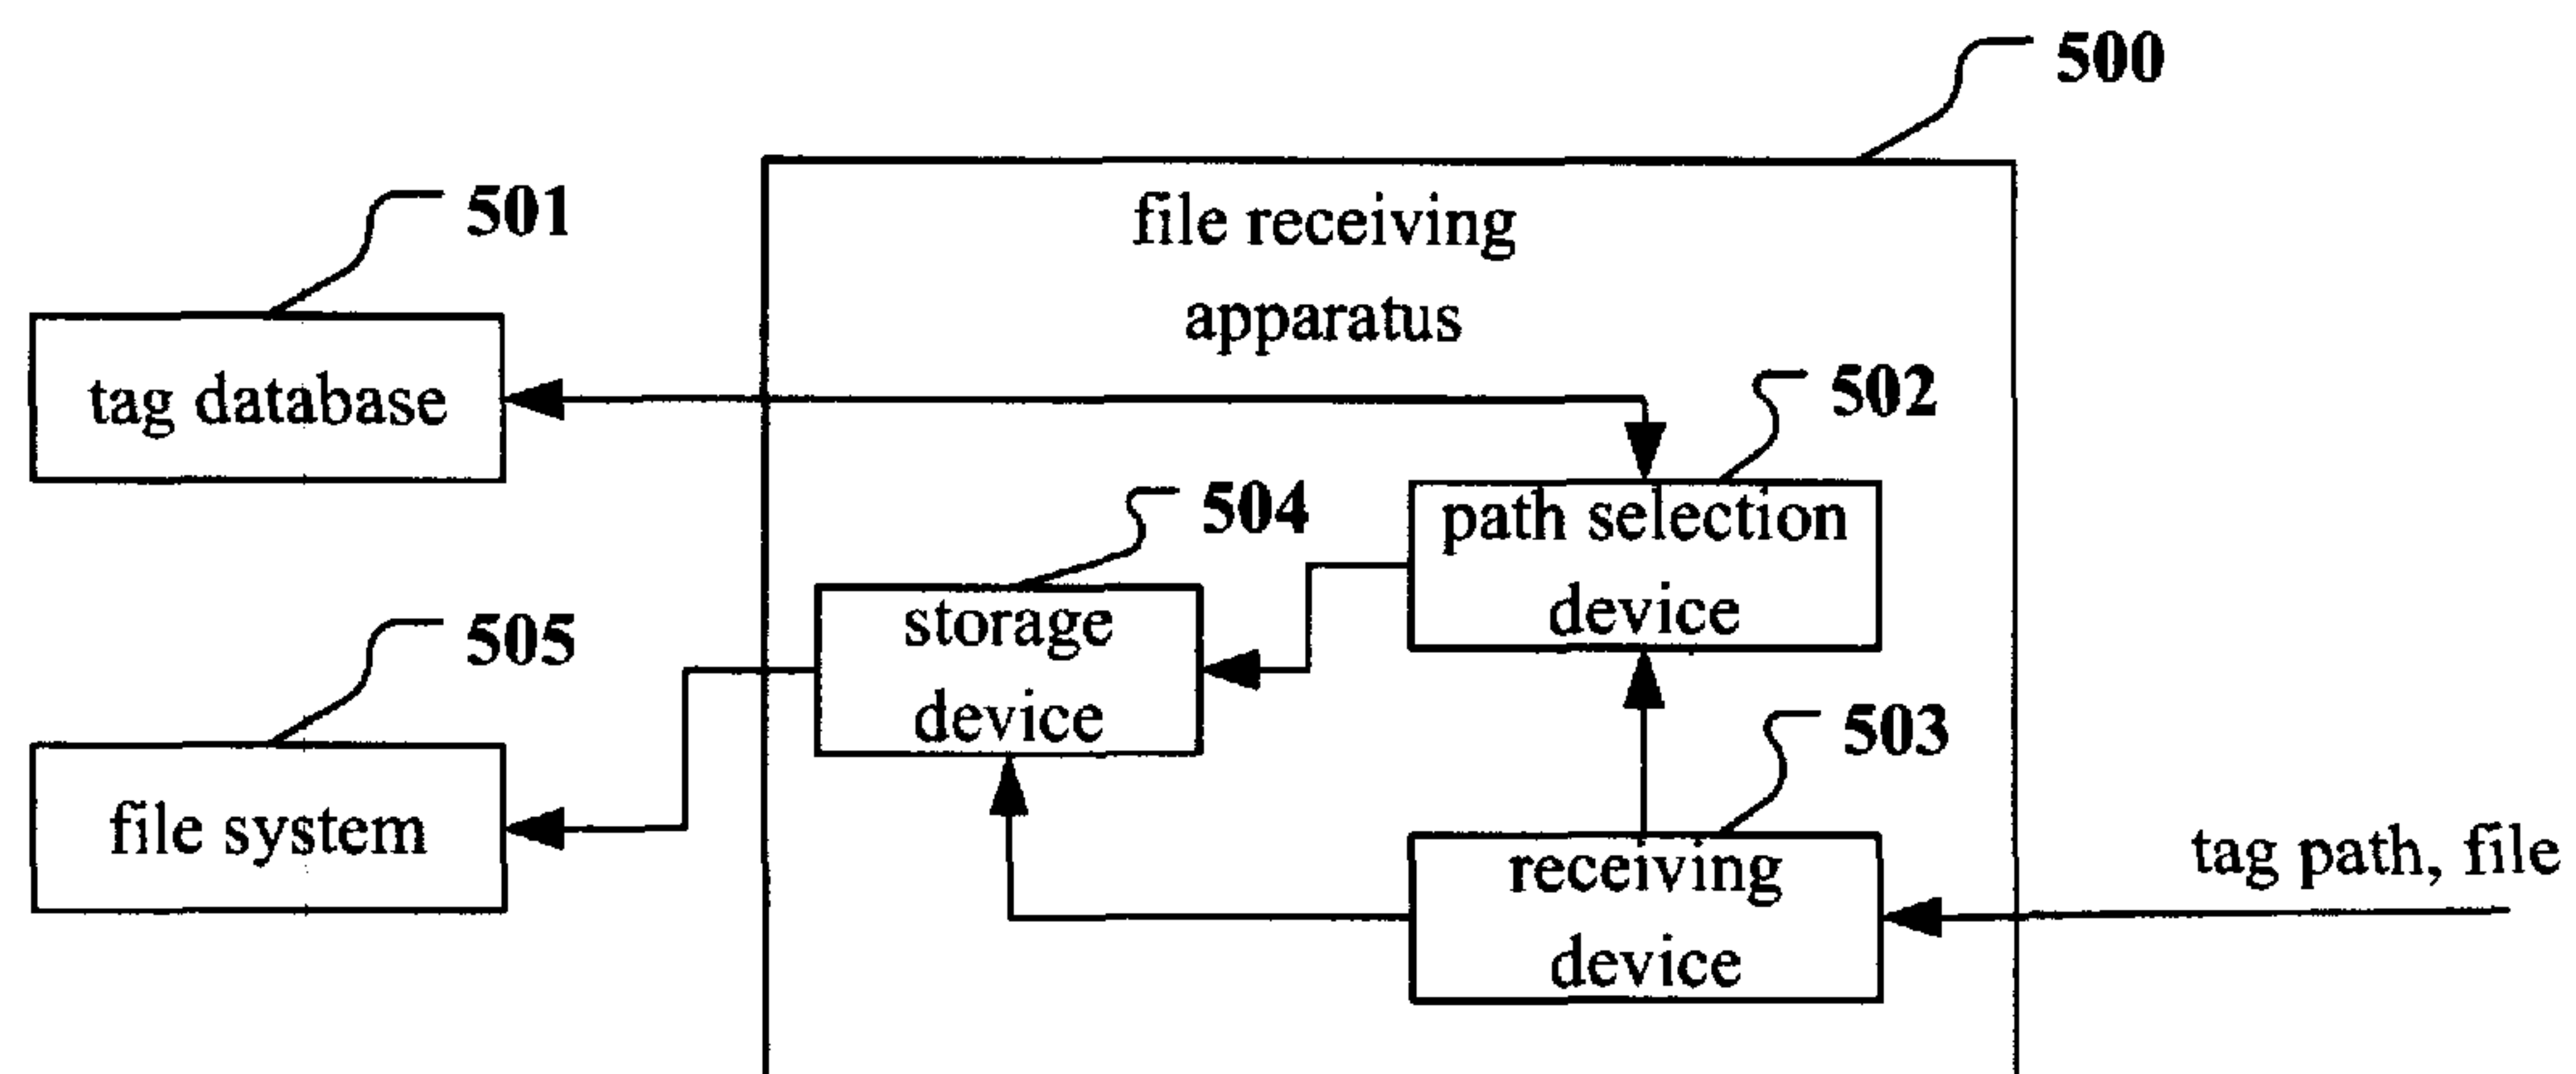 500
501
file receiving
apparatus
tag database
502
504
path selection
device
storage
device
505
503
file system
receiving
device
tag path, file